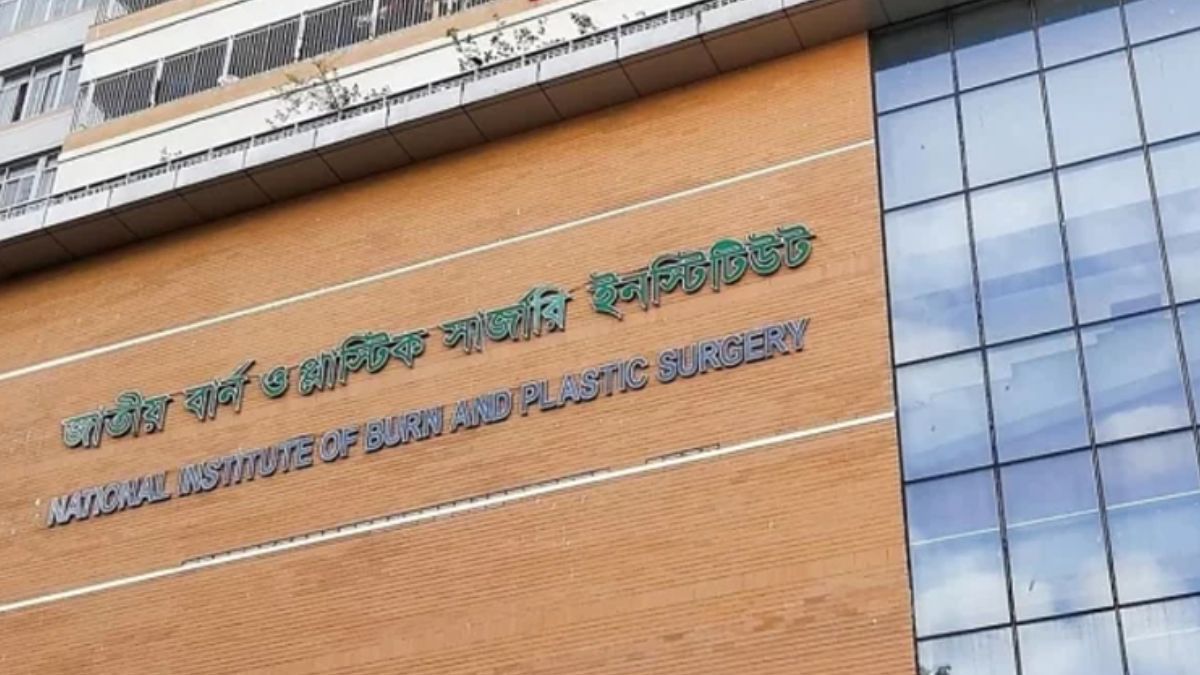 জাতীয় বার্ন ও প্লাস্টিক সার্জারি ইনস্টিটিউট
NATIONAL INSTITUTE OF BURN AND PLASTIC SURGERY